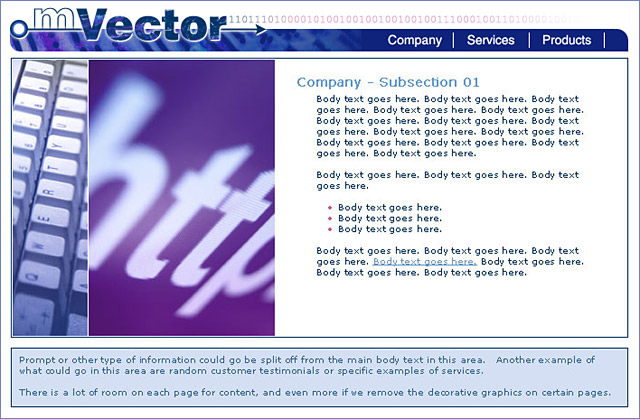 mVector
Company
Services
Products
Company - Subsection 01
Body text goes here. Body text goes here. Body text
goes here. Body text goes here. Body text goes here.
Body text goes here. Body text goes here. Body text
goes here. Body text goes here. Body text goes here.
Body text goes here. Body text goes here. Body text
goes here. Body text goes here.
Body text goes here. Body text goes here. Body text
goes here.
Body text goes here.
Body text goes here.
Body text goes here.
Body text goes here. Body text goes here. Body text
goes here. Body text goes here. Body text goes here.
Body text goes here. Body text goes here.
http
Prompt or other type of information could go be split off from the main body text in this area. Another example of
what could go in this area are random customer testimonials or specific examples of services.
There is a lot of room on each page for content, and even more if we remove the decorative graphics on certain pages.